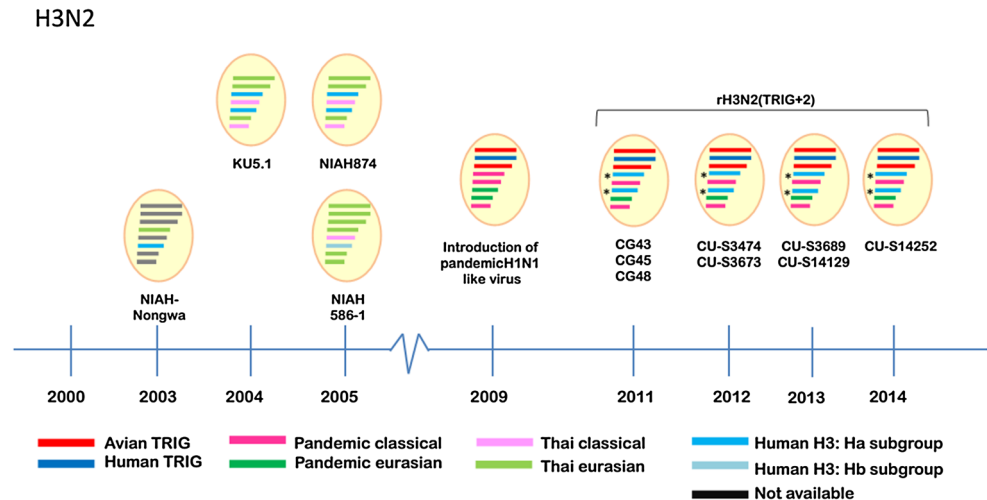 H3N2
rH3N2(TRIG+2)
KU5.1
NIAH874
*
*
*
*
*
*
*
*
NIAH-
Nongwa
NIAH
586-1
Introduction of
pandemicH1N1
like virus
CG43
CG45
CG48
CU-S3474
CU-S3673
CU-S3689
CU-S14129
CU-S14252
2000
2003
2004
2005
2009
2011
2012
2013
2014
Avian TRIG
Human TRIG
Pandemic classical
Pandemic eurasian
Thai classical
Thai eurasian
Human H3: Ha subgroup
Human H3: Hb subgroup
Not available